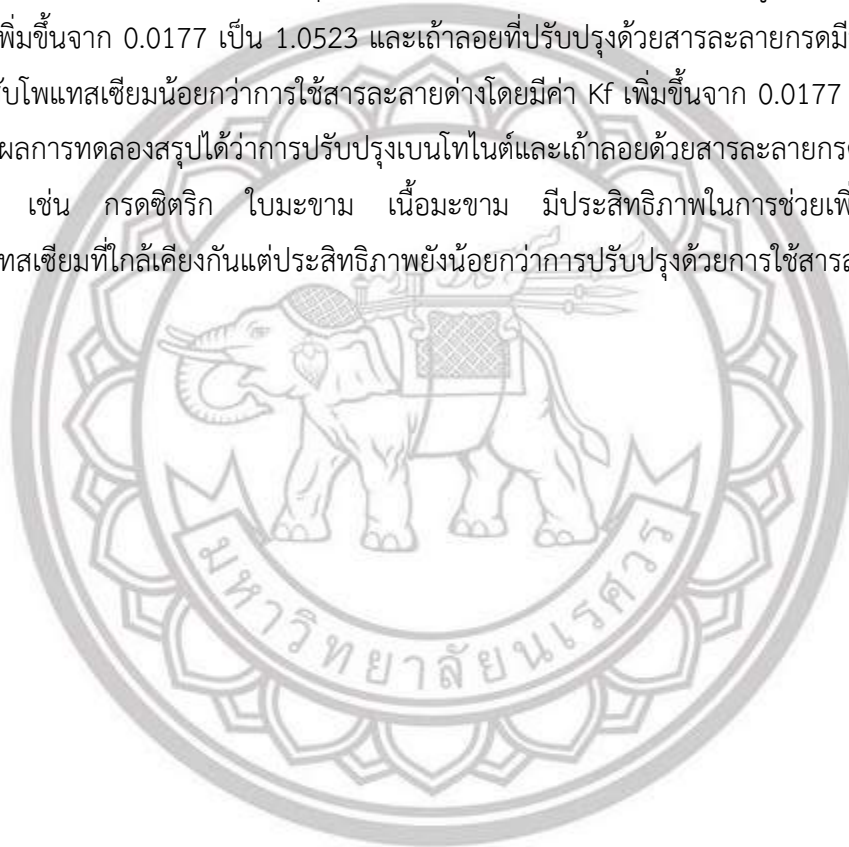 เพิ่มขึ้นจาก 0.0177 เป็น 1.0523 และเถ้าลอยที่ปรับปรุงด้วยสารละลายกรดมี
ับโพแทสเซียมน้อยกว่าการใช้สารละลายด่างโดยมีค่า Kf เพิ่มขึ้นจาก 0.0177
ผลการทดลองสรุปได้ว่าการปรับปรุงเบนโทไนต์และเถ้าลอยด้วยสารละลายกรด
เช่น กรดซิตริก ใบมะขาม เนื้อมะขาม มีประสิทธิภาพในการช่วยเพิ่
ทสเซียมที่ใกล้เคียงกันแต่ประสิทธิภาพยังน้อยกว่าการปรับปรุงด้วยการใช้สารล
มหาวิทยาลัยนเรศวร